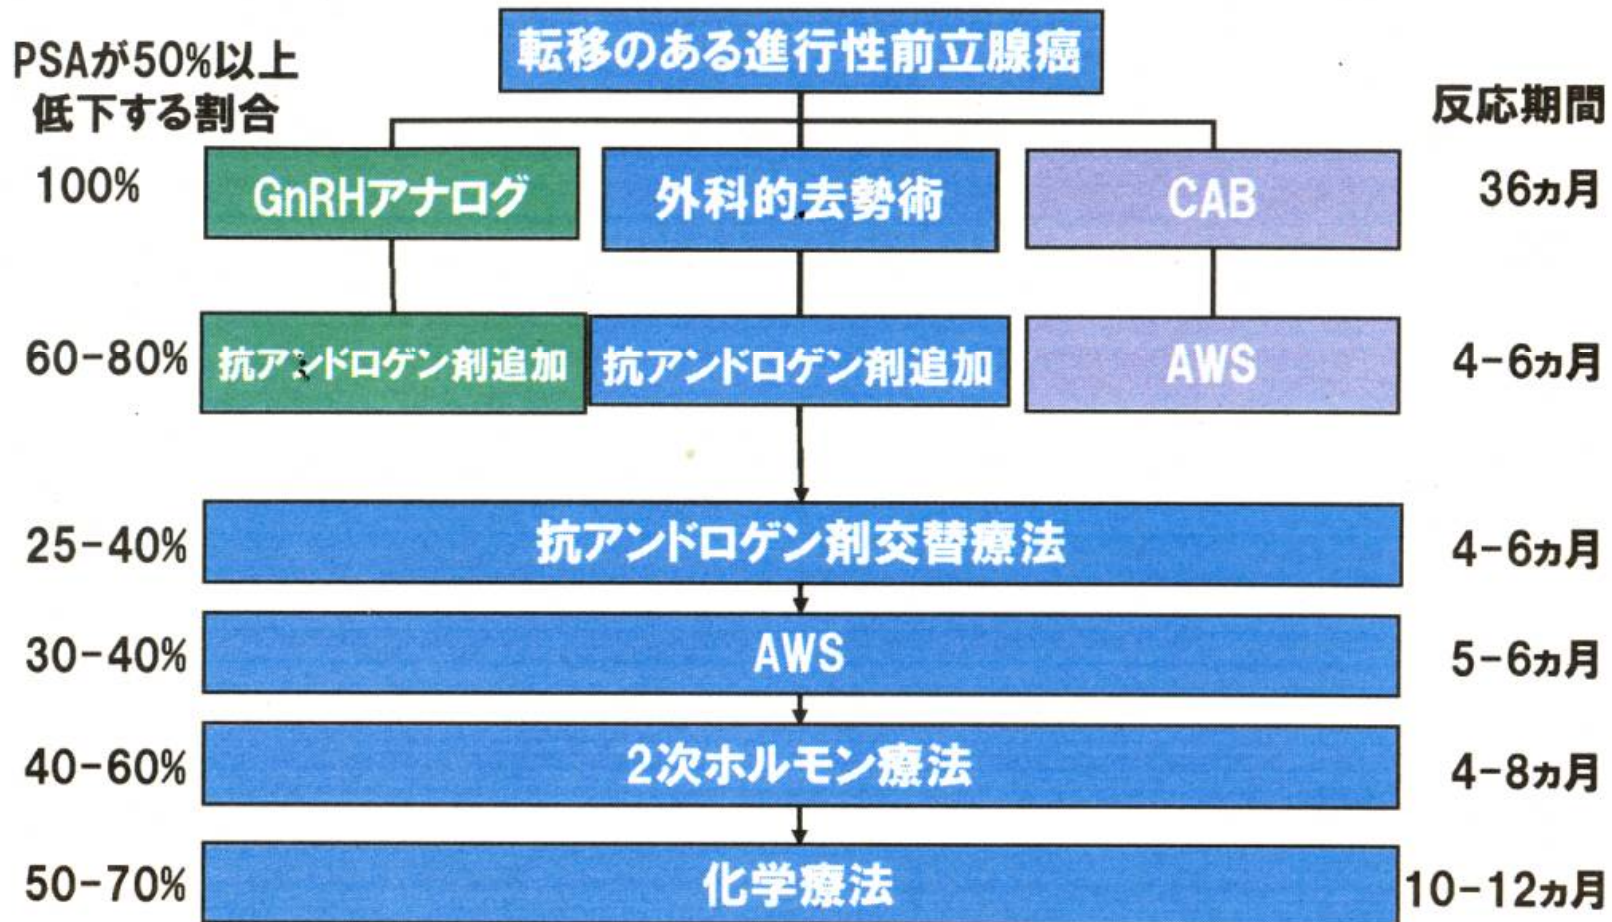 転移のある進行性前立腺癌
PSAが50%以上
低下する割合
反応期間
100%
GnRHアナログ
外科的去勢術
CAB
36ヵ月
60-80%
抗アンドロゲン剤追加
抗アンドロゲン剤追加
AWS
4-6ヵ月
25-40%
抗アンドロゲン剤交替療法
4-6ヵ月
30-40%
AWS
5-6ヵ月
40-60%
2次ホルモン療法
4-8ヵ月
50-70%
化学療法
10-12ヵ月